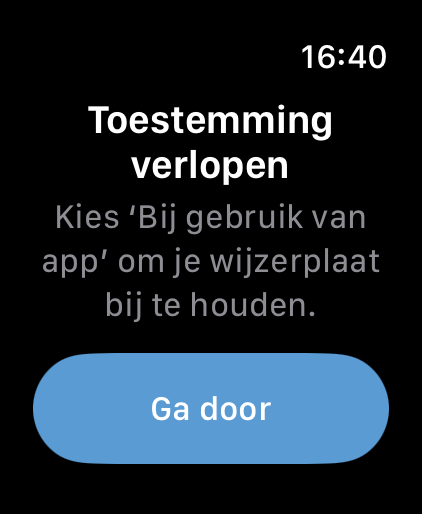 16:40
Toestemming
verlopen
Kies ‘Bij gebruik van
app’ om je wijzerplaat
bij te houden.
Ga door